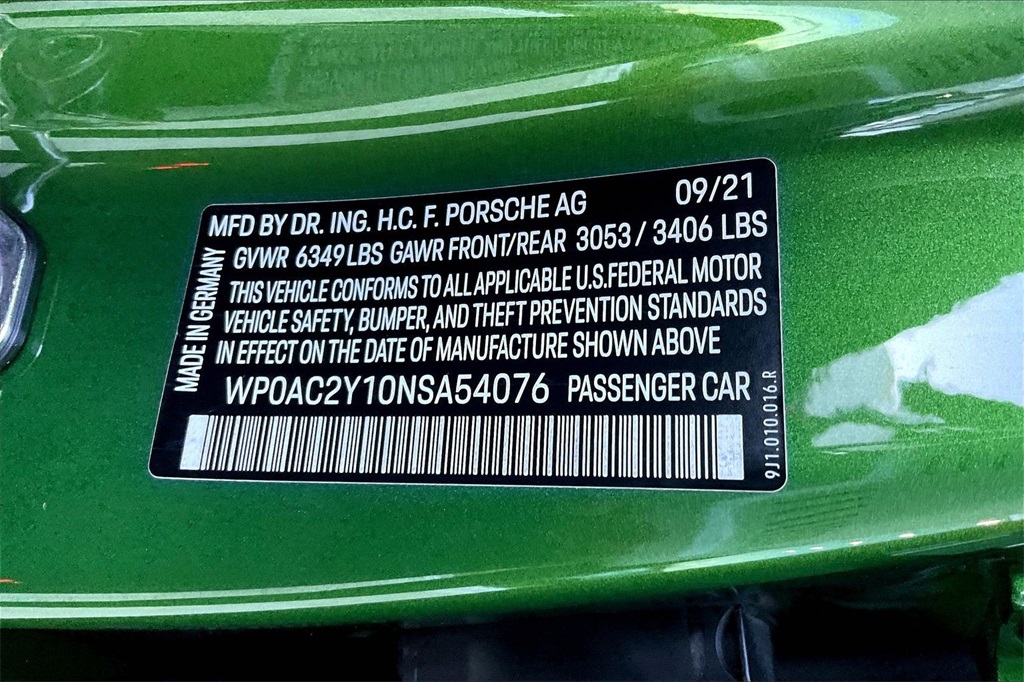 MFD BY DR. ING. H.C. F. PORSCHE AG 09/21
GVWR 6349 LBS GAWR FRONT/REAR 3053 / 3406 LBS
THIS VEHICLE CONFORMS TO ALL APPLICABLE U.S.FEDERAL MOTOR
VEHICLE SAFETY, BUMPER, AND THEFT PREVENTION STANDARDS
IN EFFECT ON THE DATE OF MANUFACTURE SHOWN ABOVE
WP0AC2Y10NSA54076 PASSENGER CAR
MADE IN GERMANY
9J1.010.016.R